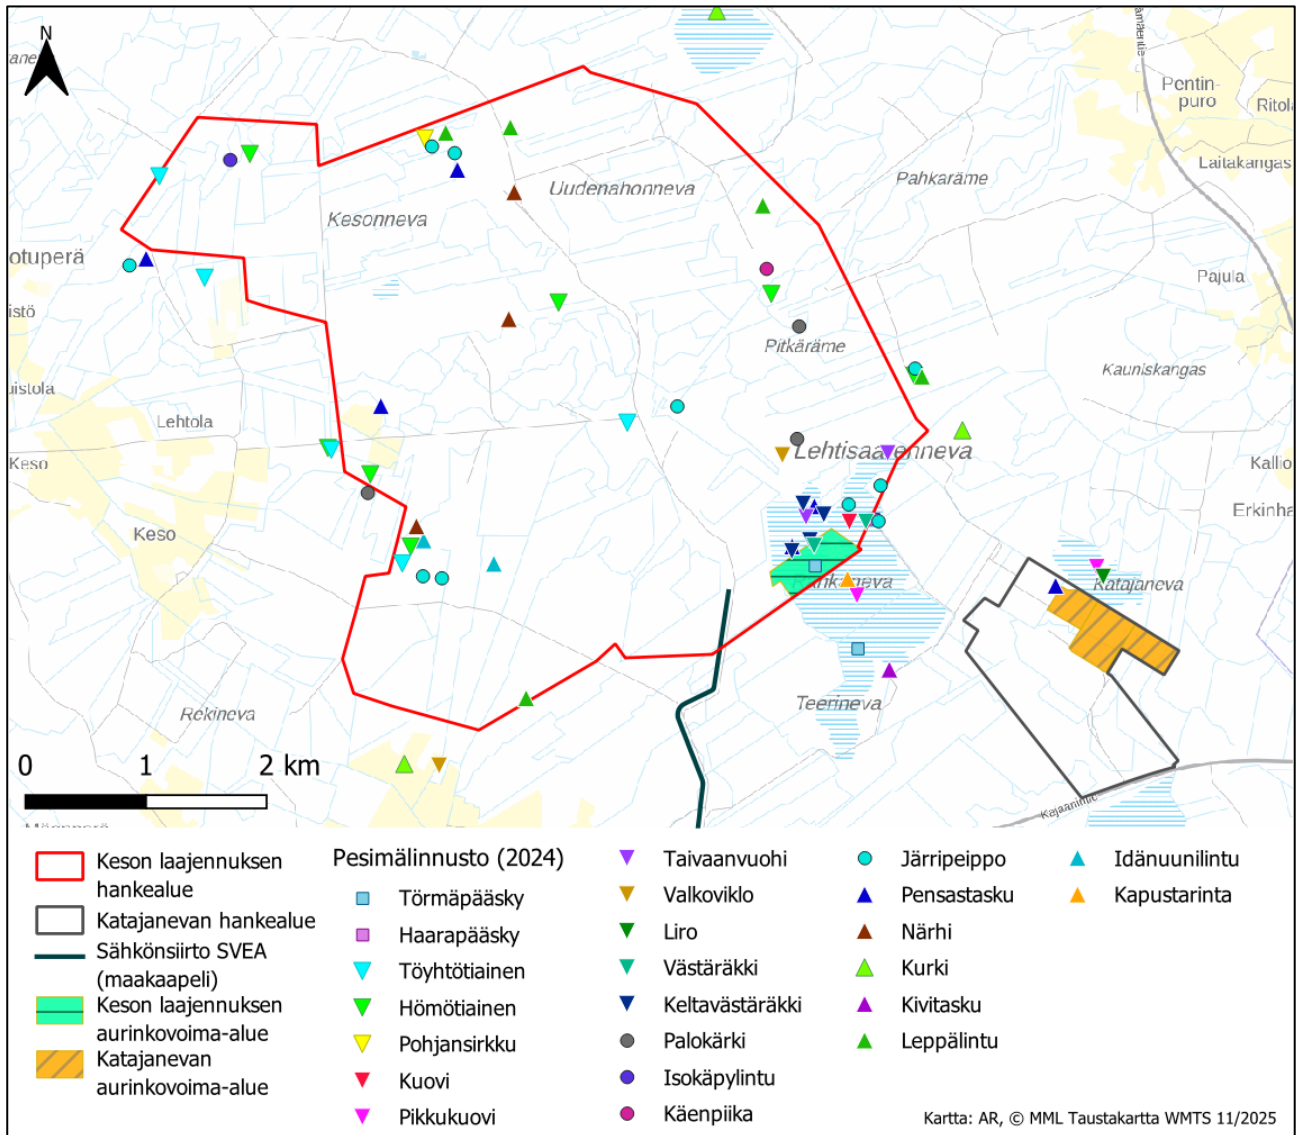 N
Pentin-
puro
Ritola
Laitakangas
Pahkaräme
Uudenahonneva
Kesonneva
otuperä
Pajula
istö
Pitkäräme
Kauniskangas
uistola
Lehtola
Lehtisaarenneva
Keso
Kallio
Erkinha
Keso
Katajaneva
Teerineva
Rekineva
0 1 2 km
Kajaanintie
Keson laajennuksen
hankealue
Katajanevan hankealue
Sähkönsiirto SVEA
(maakaapeli)
Keson laajennuksen
aurinkovoima-alue
Katajanevan
aurinkovoima-alue
Pesimälinnusto (2024)
Törmäpääsky
Haarapääsky
Töyhtötiainen
Hömötiainen
Pohjansirkku
Kuovi
Pikkukuovi
Taivaanvuohi
Valkoviklo
Liro
Västäräkki
Keltavästäräkki
Palokärki
Isokäpylintu
Käenpiika
Järripeippo
Pensastasku
Närhi
Kurki
Kivitasku
Leppälintu
Idänuunilintu
Kapustarinta
Kartta: AR, © MML Taustakartta WMTS 11/2025